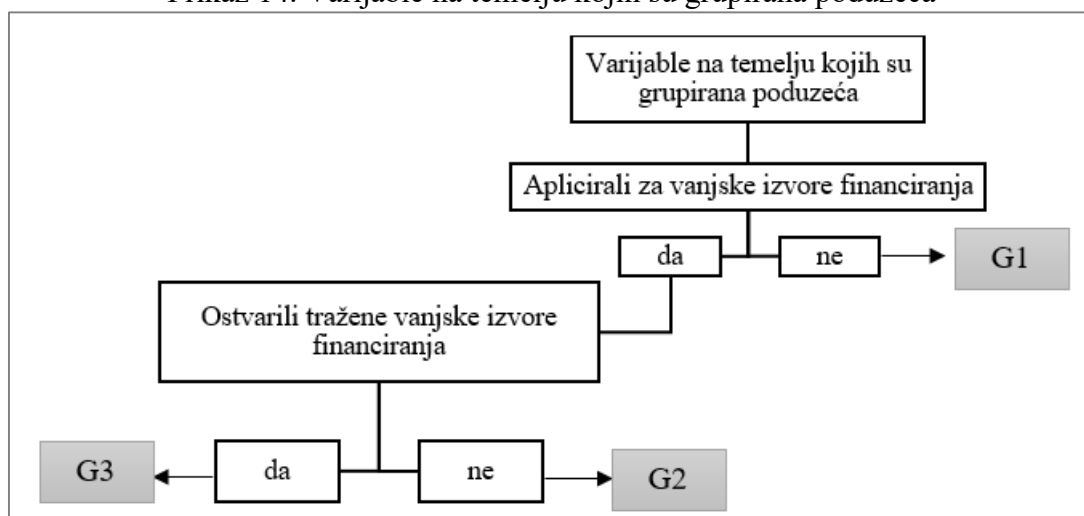 Prikaz 14. Varijable na temelju kojih su grupirana poduzeća
Varijable na temelju kojih su
grupirana poduzeća
Aplicirali za vanjske izvore financiranja
da
ne
G1
Ostvarili tražene vanjske izvore
financiranja
G3
da
ne
G2